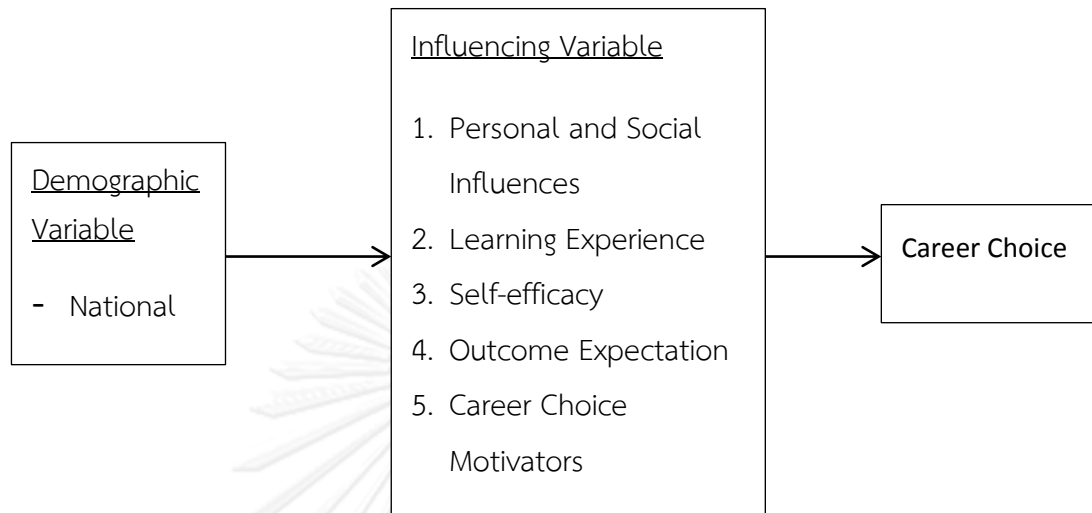 Demographic
Variable
- National
Influencing Variable
1. Personal and Social
Influences
2. Learning Experience
3. Self-efficacy
4. Outcome Expectation
5. Career Choice
Motivators
Career Choice